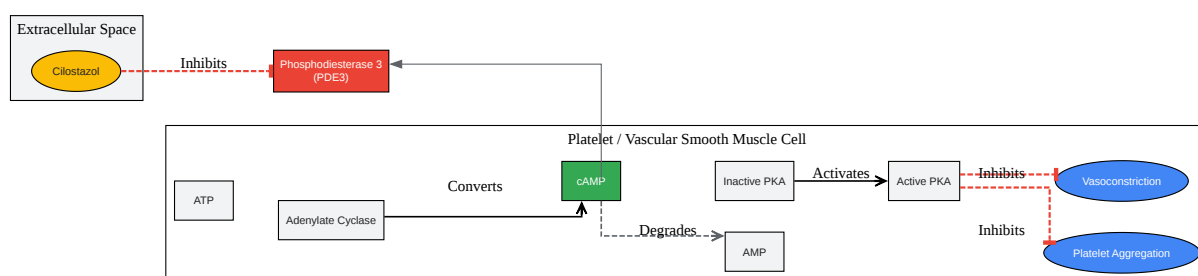 Extracellular Space
Cilostazol
Inhibits
Phosphodiesterase 3
(PDE3)
Platelet / Vascular Smooth Muscle Cell
ATP
Adenylate Cyclase
Converts
cAMP
Degrades
AMP
Inactive PKA
Activates
Active PKA
Inhibits
Vasoconstriction
Inhibits
Platelet Aggregation